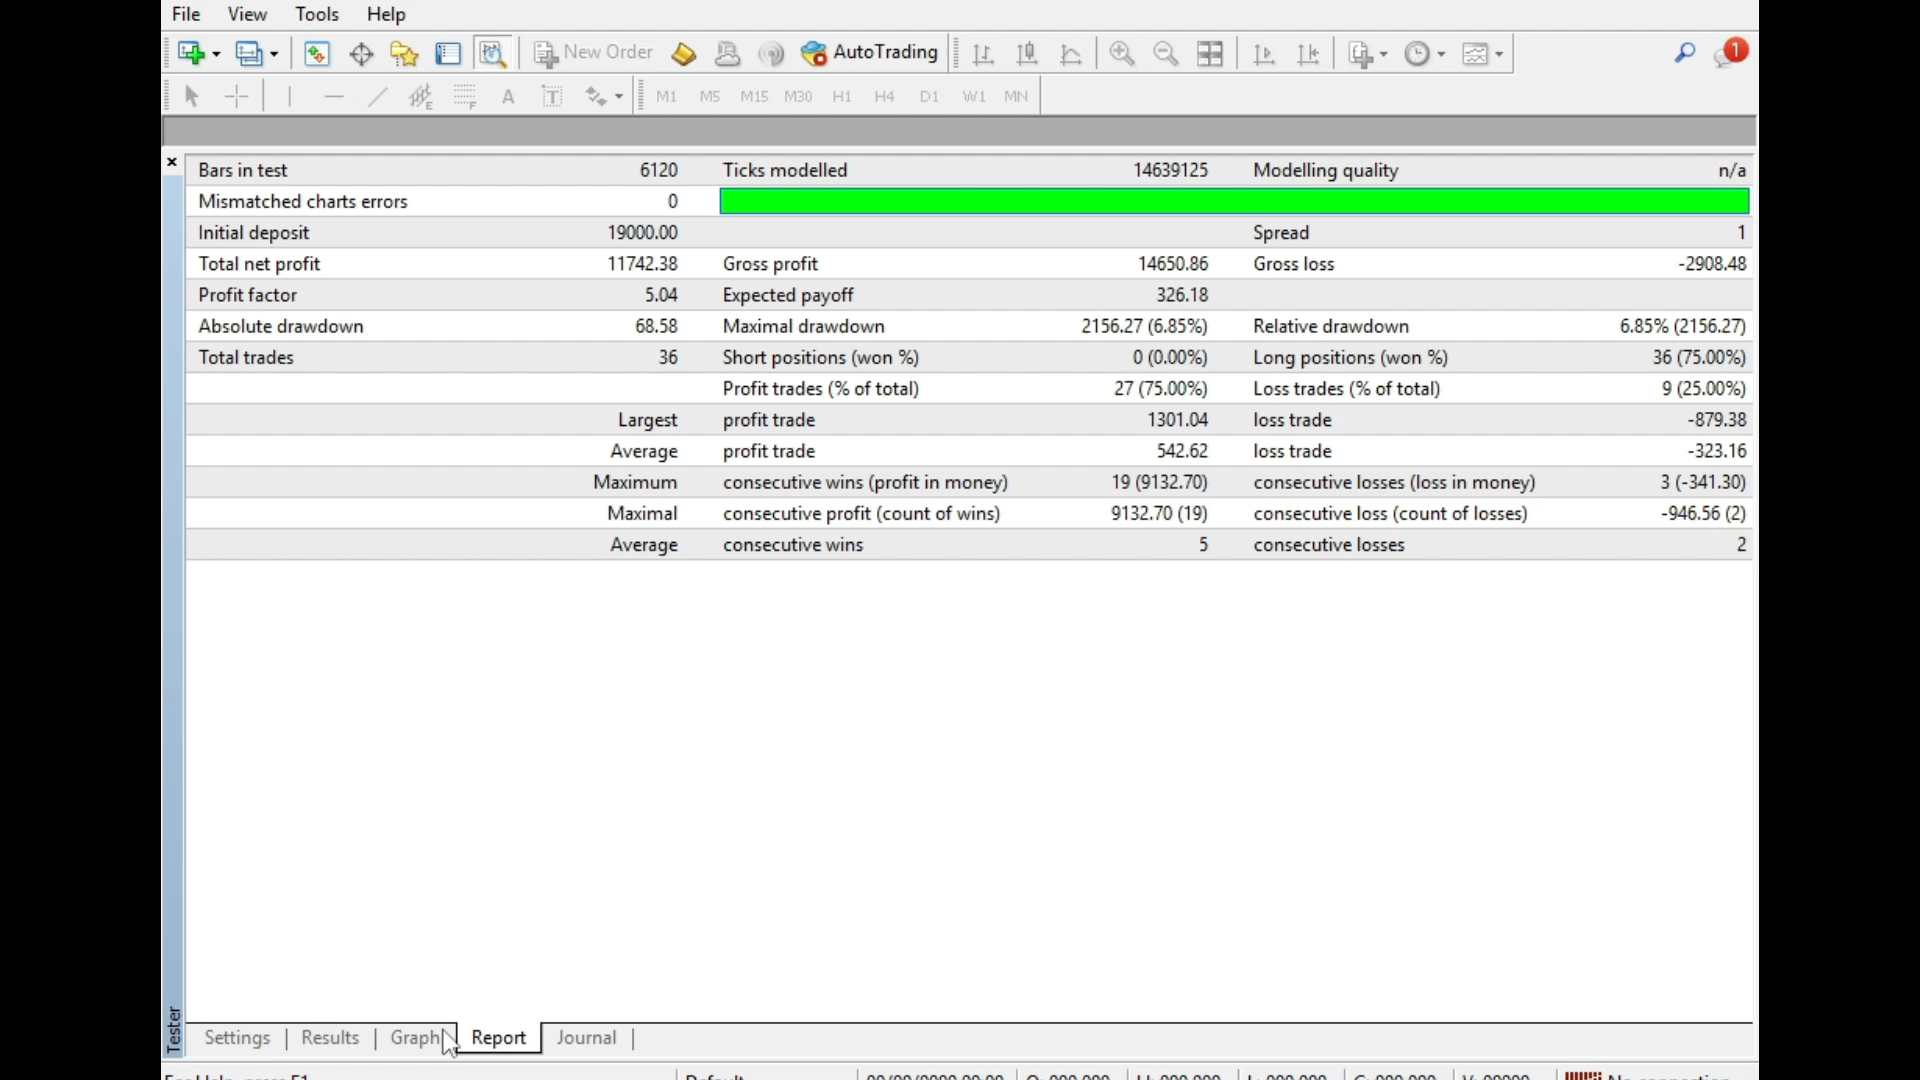 File View Tools Help
New Order AutoTrading 1
A T M1 M5 M15 M30 H1 H4 D1 W1 MN
Bars in test 6120 Ticks modelled 14639125 Modelling quality n/a
Mismatched charts errors 0
Initial deposit 19000.00 Spread 1
Total net profit 11742.38 Gross profit 14650.86 Gross loss -2908.48
Profit factor 5.04 Expected payoff 326.18
Absolute drawdown 68.58 Maximal drawdown 2156.27 (6.85%) Relative drawdown 6.85% (2156.27)
Total trades 36 Short positions (won %) 0 (0.00%) Long positions (won %) 36 (75.00%)
Profit trades (% of total) 27 (75.00%) Loss trades (% of total) 9 (25.00%)
Largest profit trade 1301.04 loss trade -879.38
Average profit trade 542.62 loss trade -323.16
Maximum consecutive wins (profit in money) 19 (9132.70) consecutive losses (loss in money) 3 (-341.30)
Maximal consecutive profit (count of wins) 9132.70 (19) consecutive loss (count of losses) -946.56 (2)
Average consecutive wins 5 consecutive losses 2
Tester
Settings Results Graph Report Journal